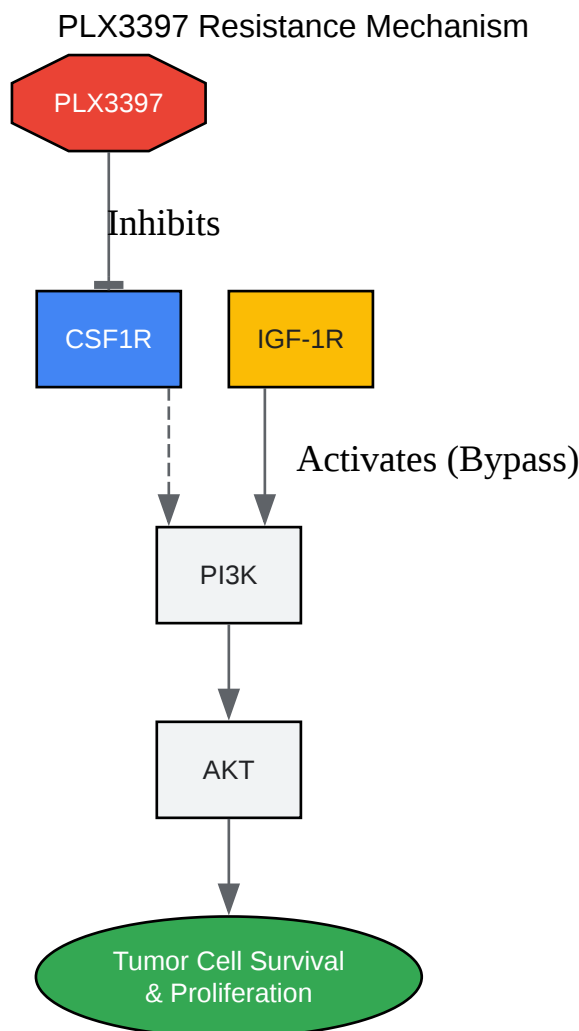 PLX3397 Resistance Mechanism
PLX3397
Inhibits
CSF1R
IGF-1R
Activates (Bypass)
PI3K
AKT
Tumor Cell Survival
& Proliferation